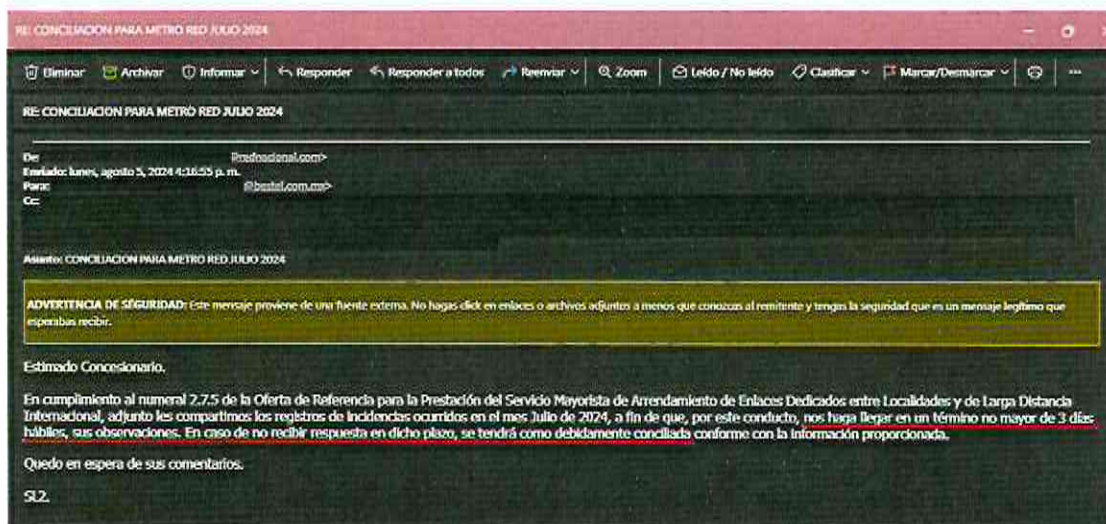 RE: CONCILIACION PARA METRO RED JULIO 2024
Eliminar Archivar Informar Responder Responder a todos Reenviar Zoom Leído / No leído Clasificar Marcar/Desmarcar ...
RE: CONCILIACION PARA METRO RED JULIO 2024
De: @rednacional.com>
Enviado: lunes, agosto 5, 2024 4:16:55 p. m.
Para: @bestel.com.mx>
Cc:
Asunto: CONCILIACION PARA METRO RED JULIO 2024
ADVERTENCIA DE SEGURIDAD: Este mensaje proviene de una fuente externa. No hagas click en enlaces o archivos adjuntos a menos que conozcas al remitente y tengas la seguridad que es un mensaje legítimo que
esperabas recibir.
Estimado Concesionario.
En cumplimiento al numeral 2.7.5 de la Oferta de Referencia para la Prestación del Servicio Mayorista de Arrendamiento de Enlaces Dedicados entre Localidades y de Larga Distancia
Internacional, adjunto les compartimos los registros de incidencias ocurridos en el mes Julio de 2024, a fin de que, por este conducto, nos haga llegar en un término no mayor de 3 días
hábiles, sus observaciones. En caso de no recibir respuesta en dicho plazo, se tendrá como debidamente conciliada conforme con la información proporcionada.
Quedo en espera de sus comentarios.
SL2.